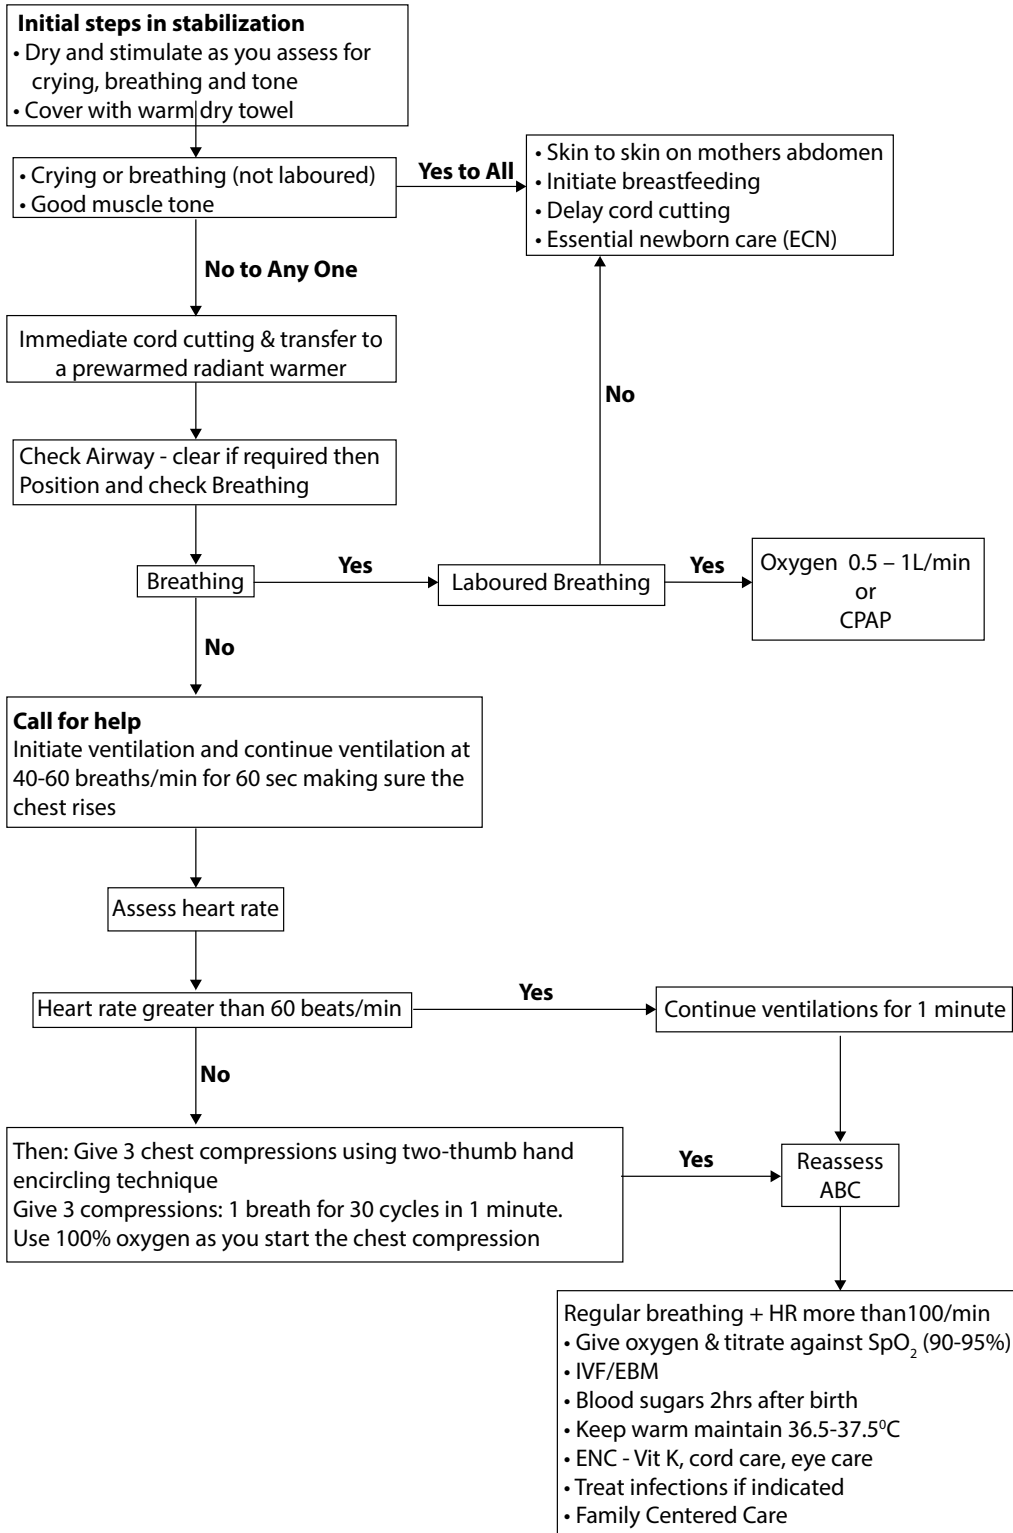 Initial steps in stabilization
• Dry and stimulate as you assess for
crying, breathing and tone
• Cover with warm dry towel
• Crying or breathing (not laboured)
• Good muscle tone
Yes to All
• Skin to skin on mothers abdomen
• Initiate breastfeeding
• Delay cord cutting
• Essential newborn care (ECN)
No to Any One
Immediate cord cutting & transfer to
a prewarmed radiant warmer
No
Check Airway - clear if required then
Position and check Breathing
Breathing
Yes
Laboured Breathing
Yes
Oxygen 0.5 – 1L/min
or
CPAP
No
Call for help
Initiate ventilation and continue ventilation at
40-60 breaths/min for 60 sec making sure the
chest rises
Assess heart rate
Heart rate greater than 60 beats/min
Yes
Continue ventilations for 1 minute
No
Then: Give 3 chest compressions using two-thumb hand
encircling technique
Give 3 compressions: 1 breath for 30 cycles in 1 minute.
Use 100% oxygen as you start the chest compression
Yes
Reassess
ABC
Regular breathing + HR more than100/min
• Give oxygen & titrate against SpO₂ (90-95%)
• IVF/EBM
• Blood sugars 2hrs after birth
• Keep warm maintain 36.5-37.5⁰C
• ENC - Vit K, cord care, eye care
• Treat infections if indicated
• Family Centered Care